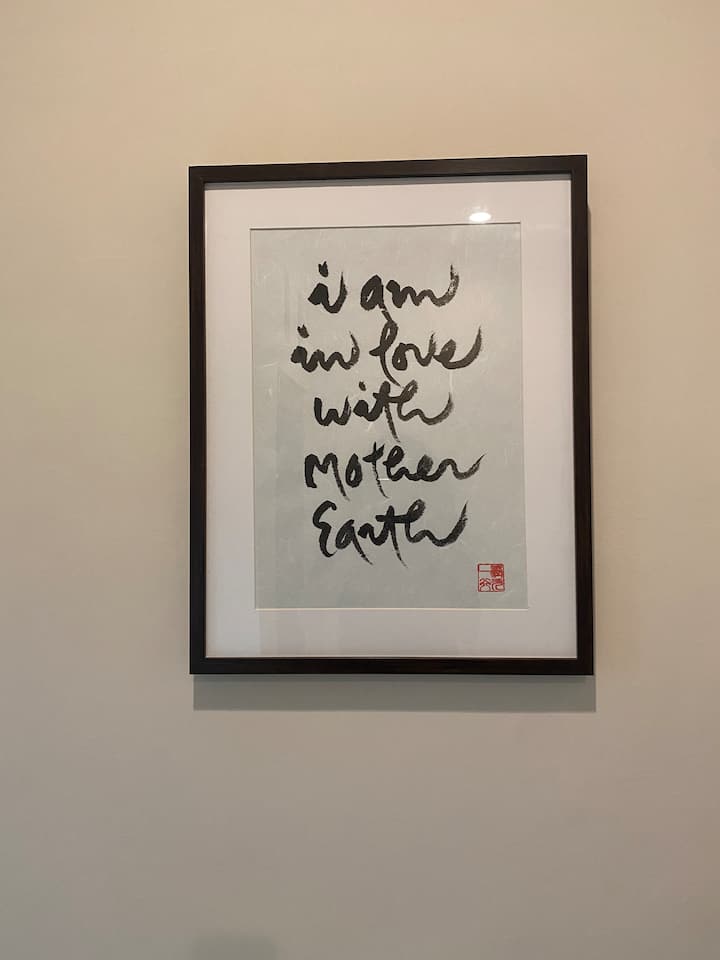 i am
in love
with
Mother
Earth